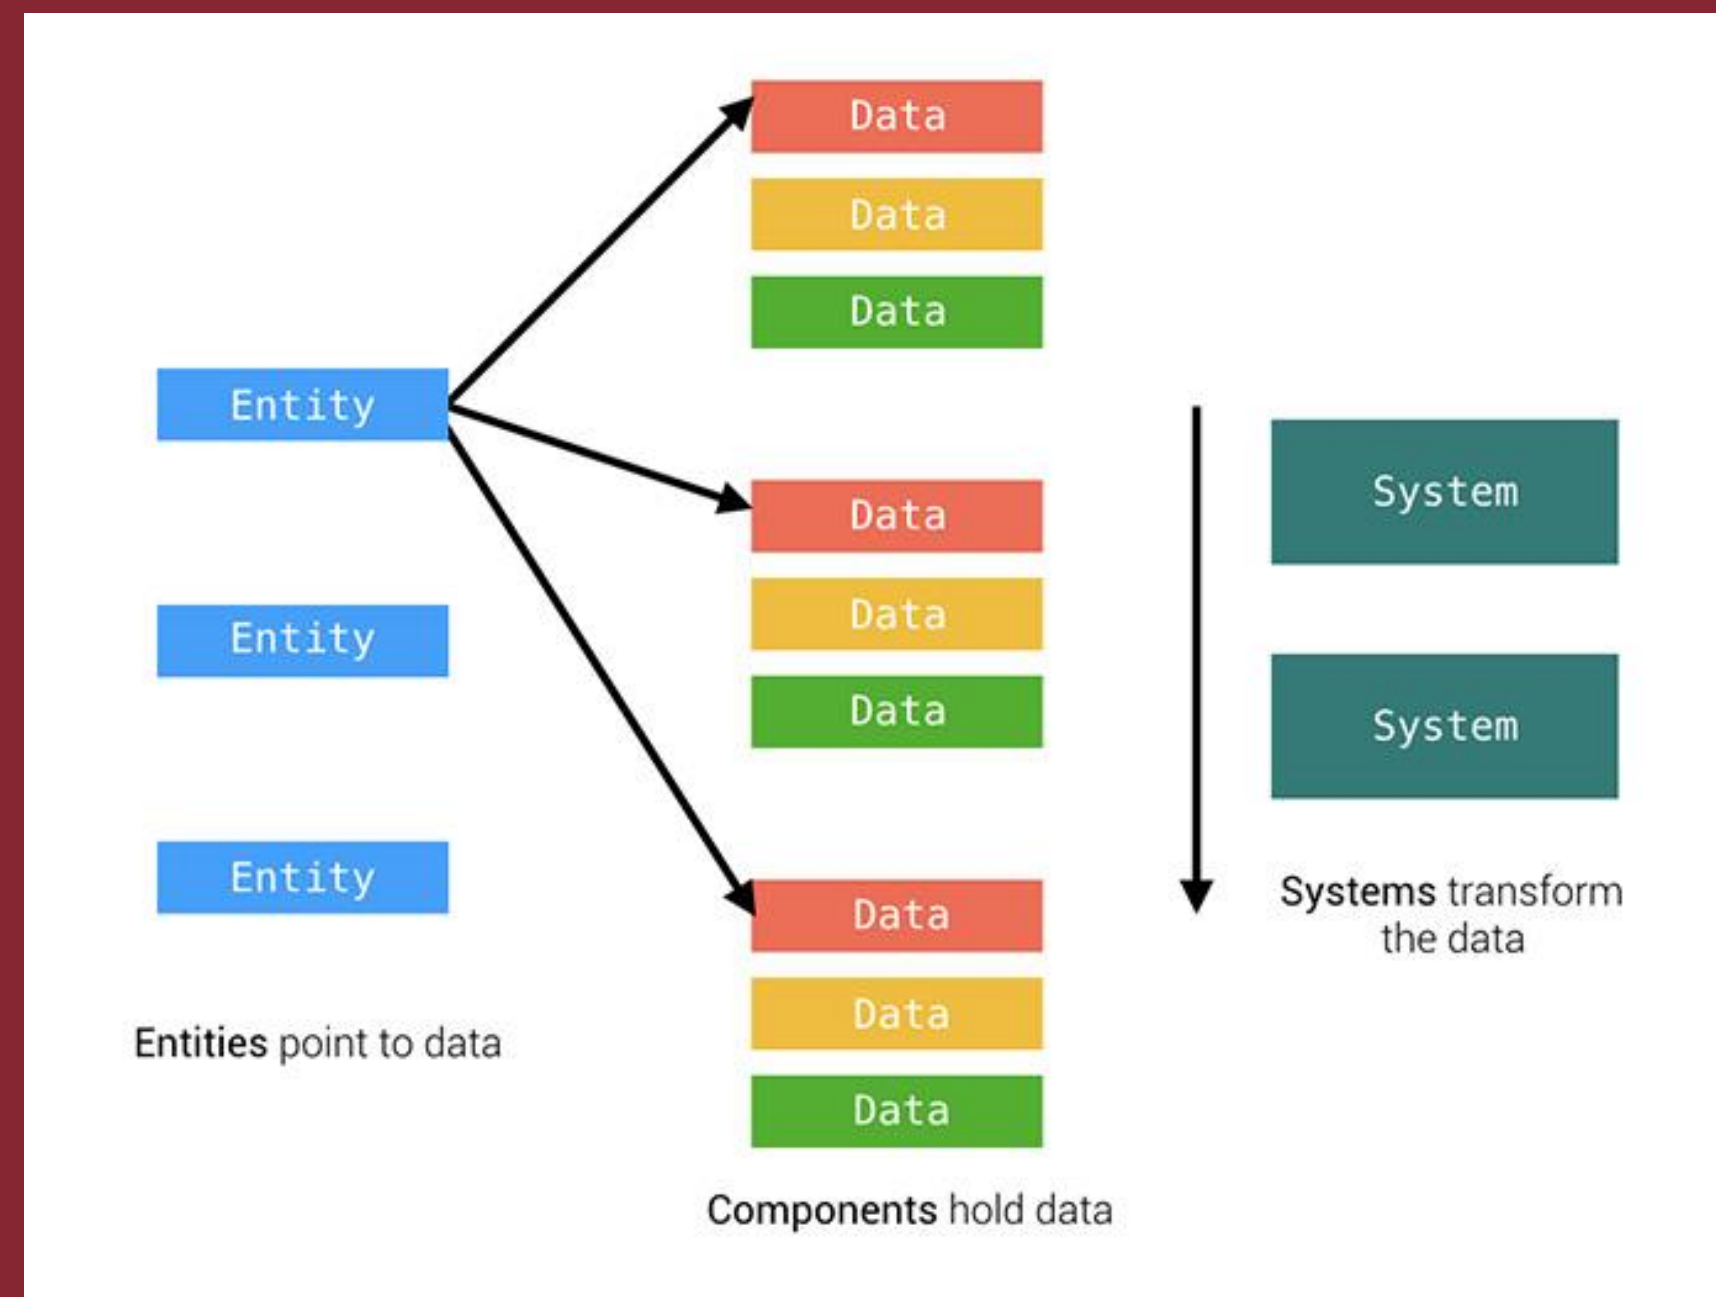 Entity
Entity
Entity
Entities point to data
Data
Data
Data
Data
Data
Data
Data
Data
Data
Components hold data
System
System
Systems transform
the data